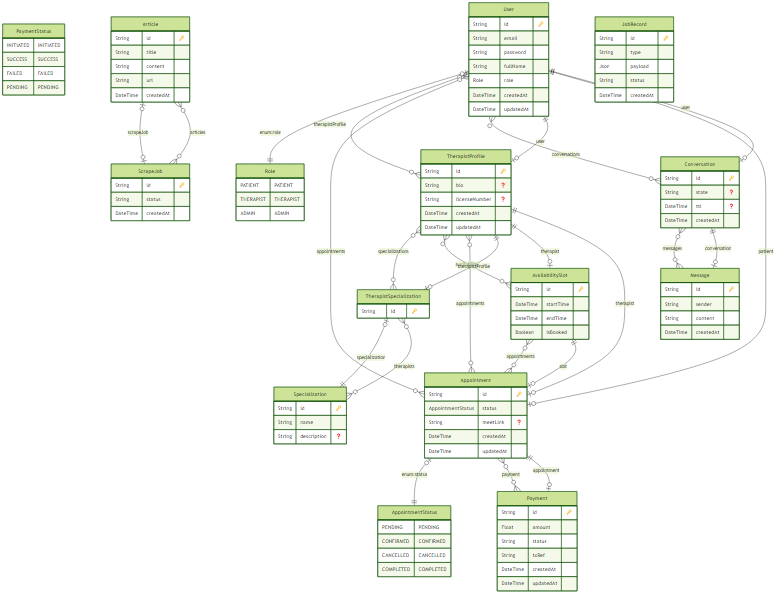 PaymentStatus
INITIATED INITIATED
SUCCESS SUCCESS
FAILED FAILED
PENDING PENDING
Article
String id
String title
String content
String url
DateTime createdAt
User
String id
String email
String password
String fullName
Role role
DateTime createdAt
DateTime updatedAt
JobRecord
String id
String type
Json payload
String status
DateTime createdAt
scrapeJob
articles
enum:role
therapistProfile
user
conversations
user
ScrapeJob
String id
String status
DateTime createdAt
Role
PATIENT PATIENT
THERAPIST THERAPIST
ADMIN ADMIN
TherapistProfile
String id
String bio ?
String licenseNumber ?
DateTime createdAt
DateTime updatedAt
Conversation
String id
String state ?
DateTime ttl ?
DateTime createdAt
appointments
specializations
therapistProfile
therapist
messages
conversation
patient
TherapistSpecialization
String id
appointments
AvailabilitySlot
String id
DateTime startTime
DateTime endTime
Boolean isBooked
therapist
Message
String id
String sender
String content
DateTime createdAt
specialization
therapists
appointments
slot
Specialization
String id
String name
String description ?
Appointment
String id
AppointmentStatus status
String meetLink ?
DateTime createdAt
DateTime updatedAt
enum:status
payment
appointment
AppointmentStatus
PENDING PENDING
CONFIRMED CONFIRMED
CANCELLED CANCELLED
COMPLETED COMPLETED
Payment
String id
Float amount
String status
String txRef
DateTime createdAt
DateTime updatedAt